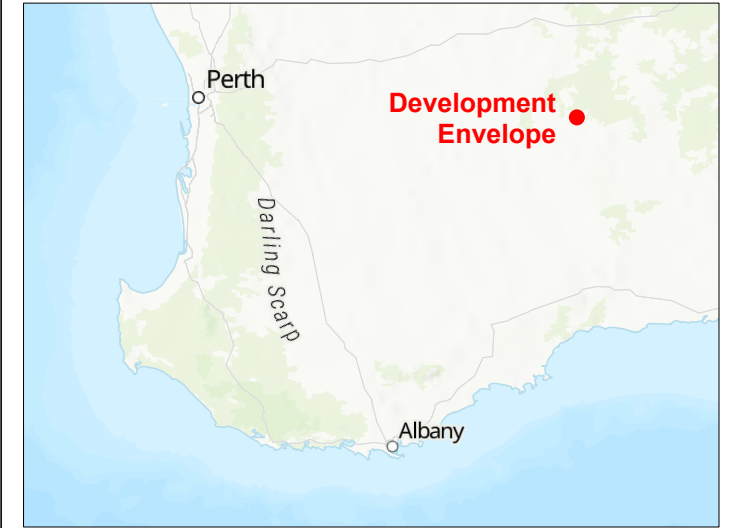 Perth
Development
Envelope
Darling Scarp
Albany